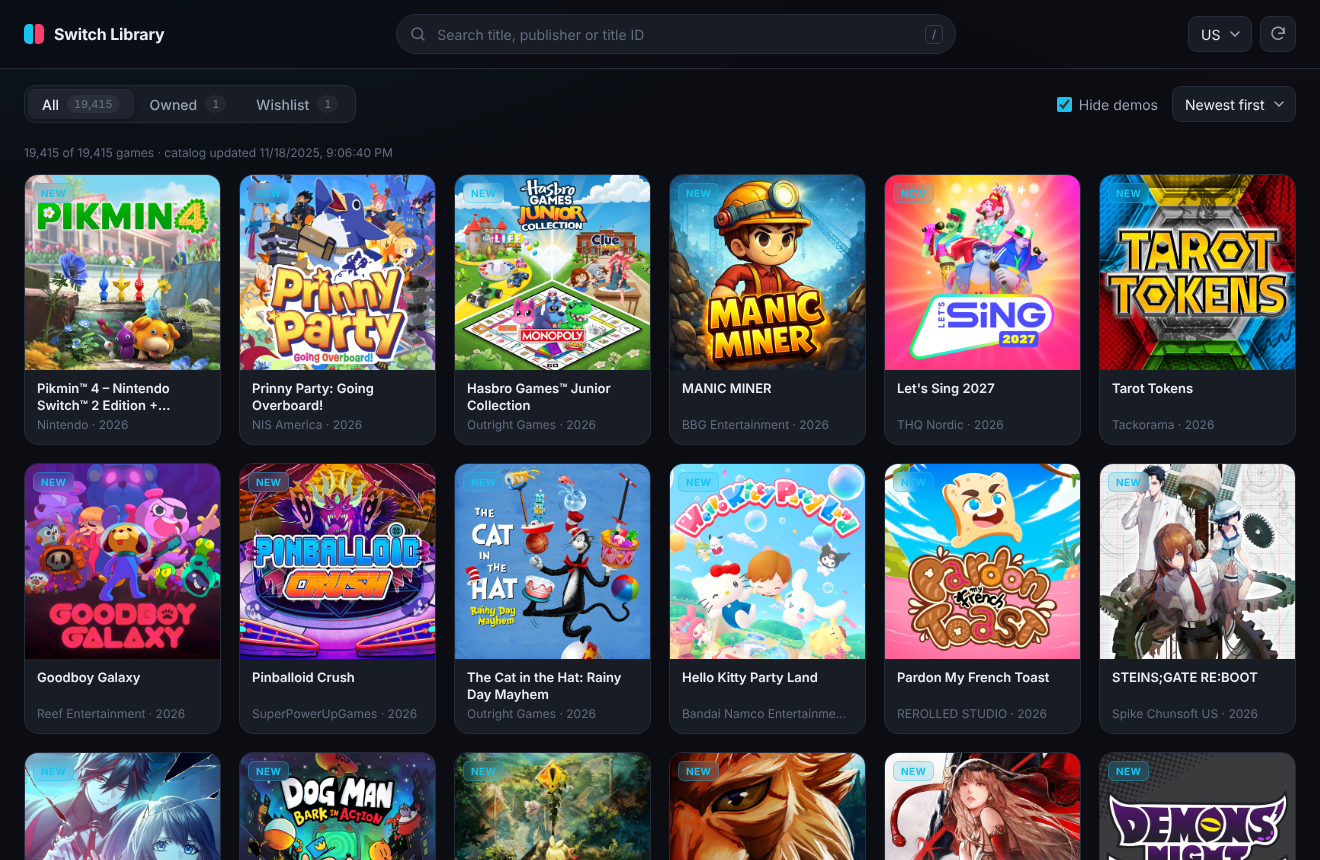 Switch Library
Search title, publisher or title ID
/
US
All 19,415
Owned 1
Wishlist 1
Hide demos
Newest first
19,415 of 19,415 games · catalog updated 11/18/2025, 9:06:40 PM
NEW
PIKMIN 4
Pikmin™ 4 – Nintendo
Switch™ 2 Edition +...
Nintendo · 2026
NEW
Prinny
Party
Going Overboard!
Prinny Party: Going
Overboard!
NIS America · 2026
NEW
Hasbro
GAMES
JUNIOR
COLLECTION
THE GAME OF
LIFE
Clue
MONOPOLY
GO
Hasbro Games™ Junior
Collection
Outright Games · 2026
NEW
MANIC
MINER
MANIC MINER
BBG Entertainment · 2026
NEW
LET'S
SiNG
2027
Let's Sing 2027
THQ Nordic · 2026
NEW
TAROT
TOKENS
Tarot Tokens
Tackorama · 2026
NEW
GOODBOY
GALAXY
Goodboy Galaxy
Reef Entertainment · 2026
NEW
PINBALLOID
CRUSH
Pinballoid Crush
SuperPowerUpGames · 2026
NEW
THE
CAT
IN
THE
HAT
Rainy Day
Mayhem
The Cat in the Hat: Rainy
Day Mayhem
Outright Games · 2026
NEW
Hello Kitty Party Land
Hello Kitty Party Land
Bandai Namco Entertainme...
NEW
Pardon
my
French
Toast
Pardon My French Toast
REROLLED STUDIO · 2026
NEW
STEINS;GATE RE:BOOT
Spike Chunsoft US · 2026
NEW
NEW
DOG MAN
BARK IN ACTION
NEW
NEW
NEW
NEW
DEMONS
NIGHT